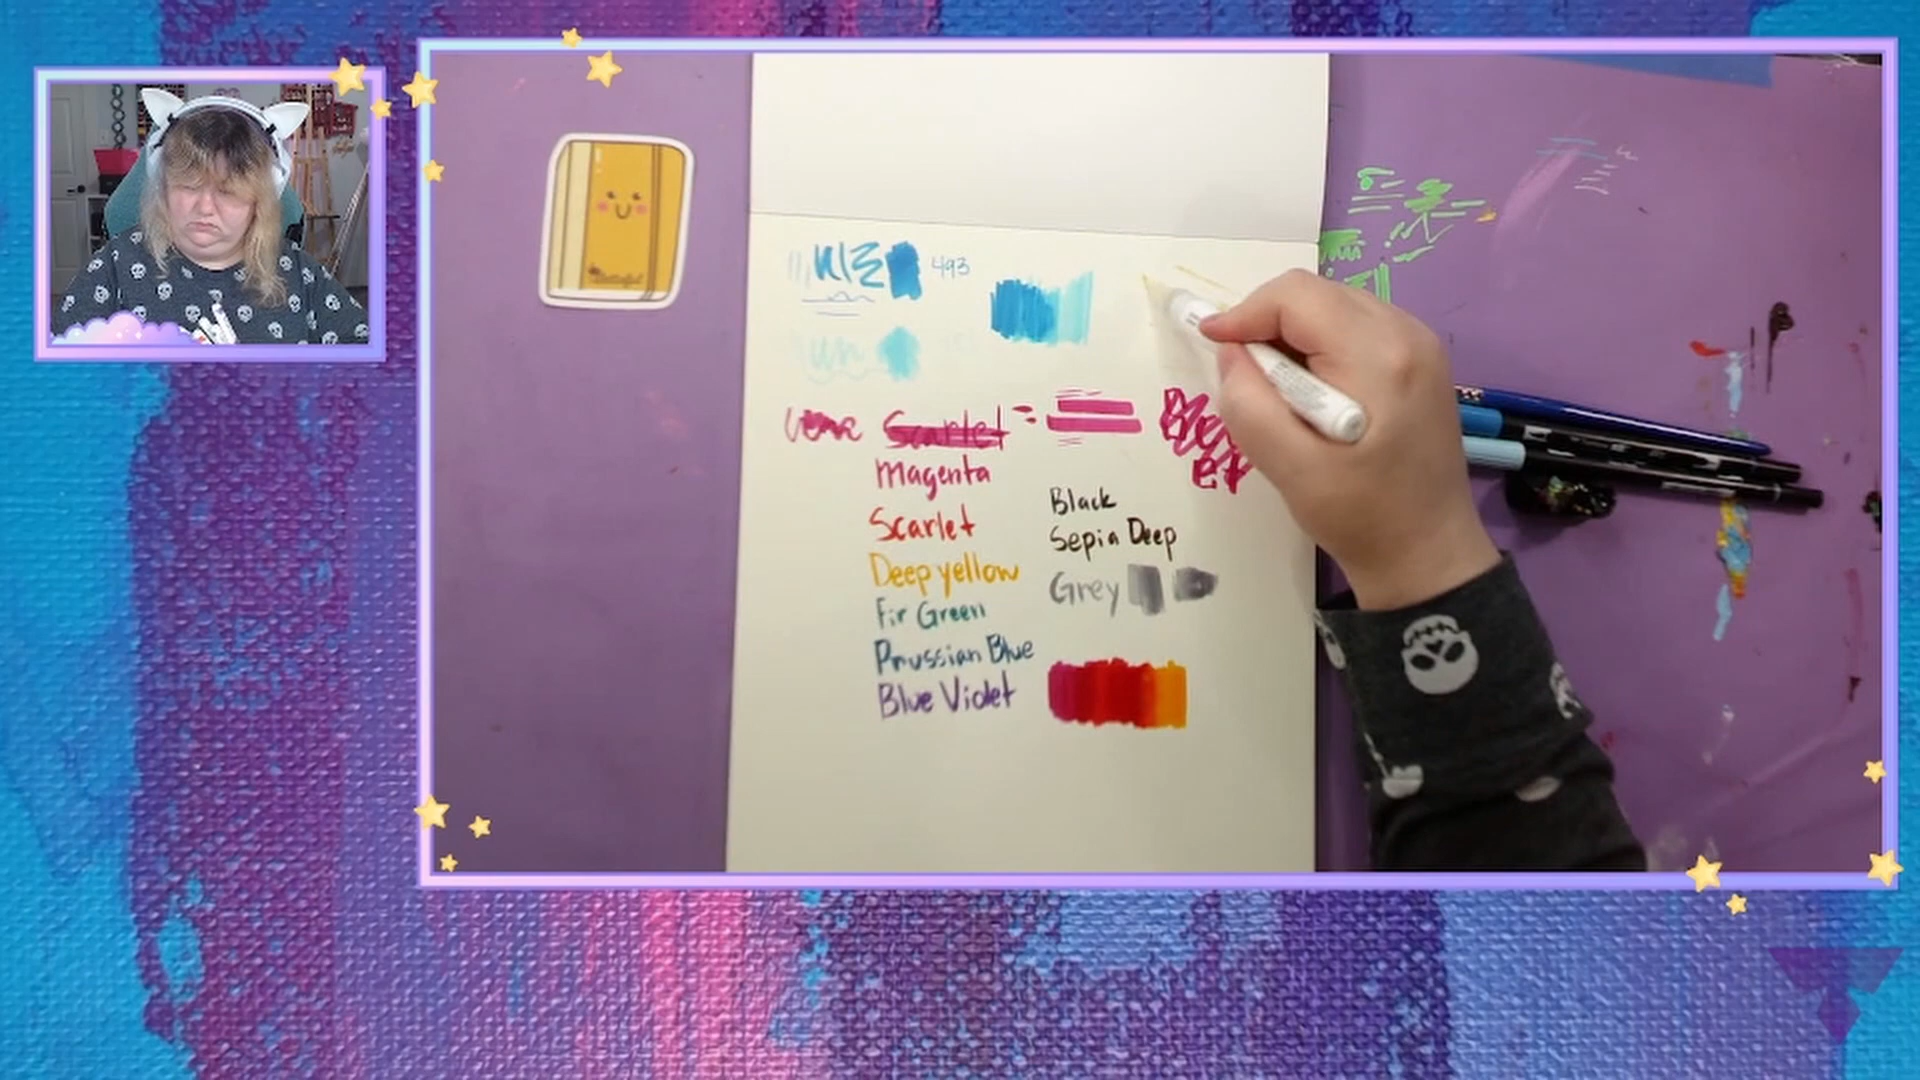 493
Scarlet =
Magenta
Scarlet
Deep yellow
Fir Green
Prussian Blue
Blue Violet
Black
Sepia Deep
Grey